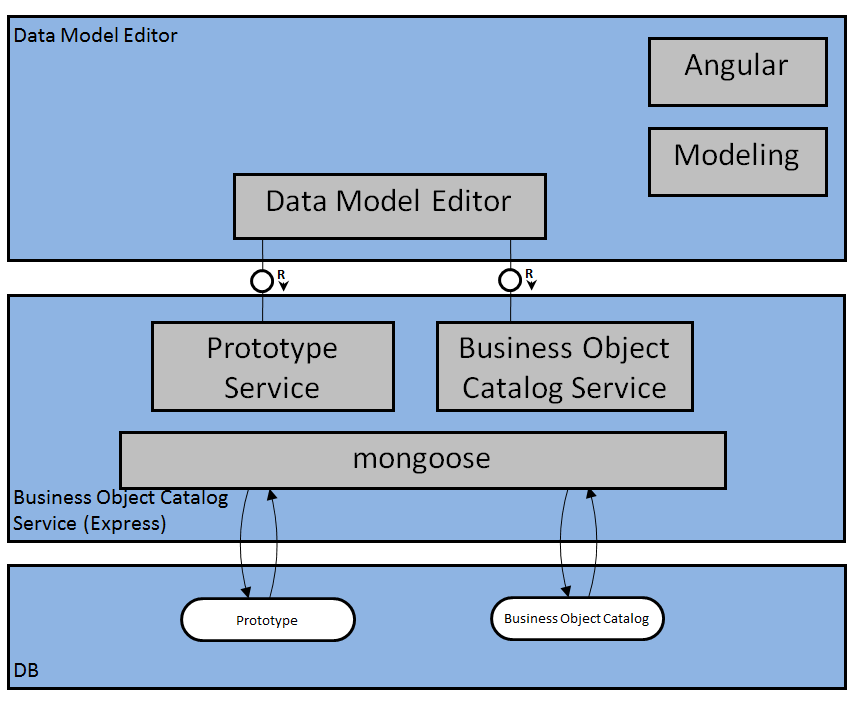 Data Model Editor
Angular
Modeling
Data Model Editor
R
R
Prototype
Service
Business Object
Catalog Service
mongoose
Business Object Catalog
Service (Express)
Prototype
Business Object Catalog
DB